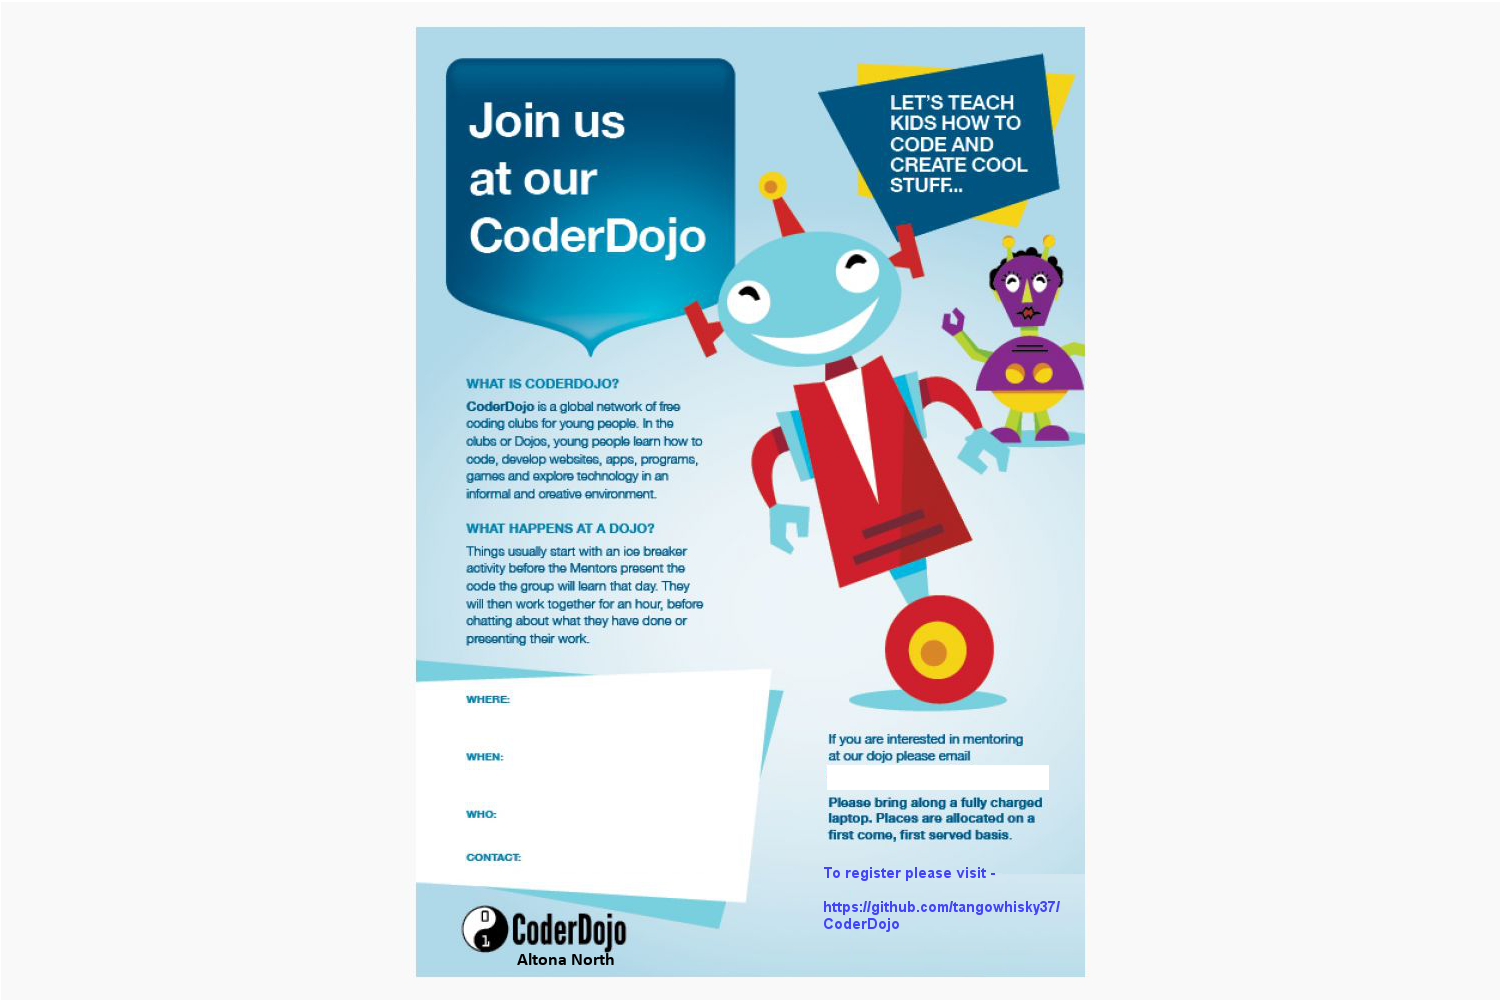 Join us
at our
CoderDojo
LET'S TEACH
KIDS HOW TO
CODE AND
CREATE COOL
STUFF...
WHAT IS CODERDOJO?
CoderDojo is a global network of free
coding clubs for young people. In the
clubs or Dojos, young people learn how to
code, develop websites, apps, programs,
games and explore technology in an
informal and creative environment.
WHAT HAPPENS AT A DOJO?
Things usually start with an ice breaker
activity before the Mentors present the
code the group will learn that day. They
will then work together for an hour, before
chatting about what they have done or
presenting their work.
WHERE:
WHEN:
WHO:
CONTACT:
If you are interested in mentoring
at our dojo please email
Please bring along a fully charged
laptop. Places are allocated on a
first come, first served basis.
To register please visit -
https://github.com/tangowhisky37/
CoderDojo
0
1
CoderDojo
Altona North